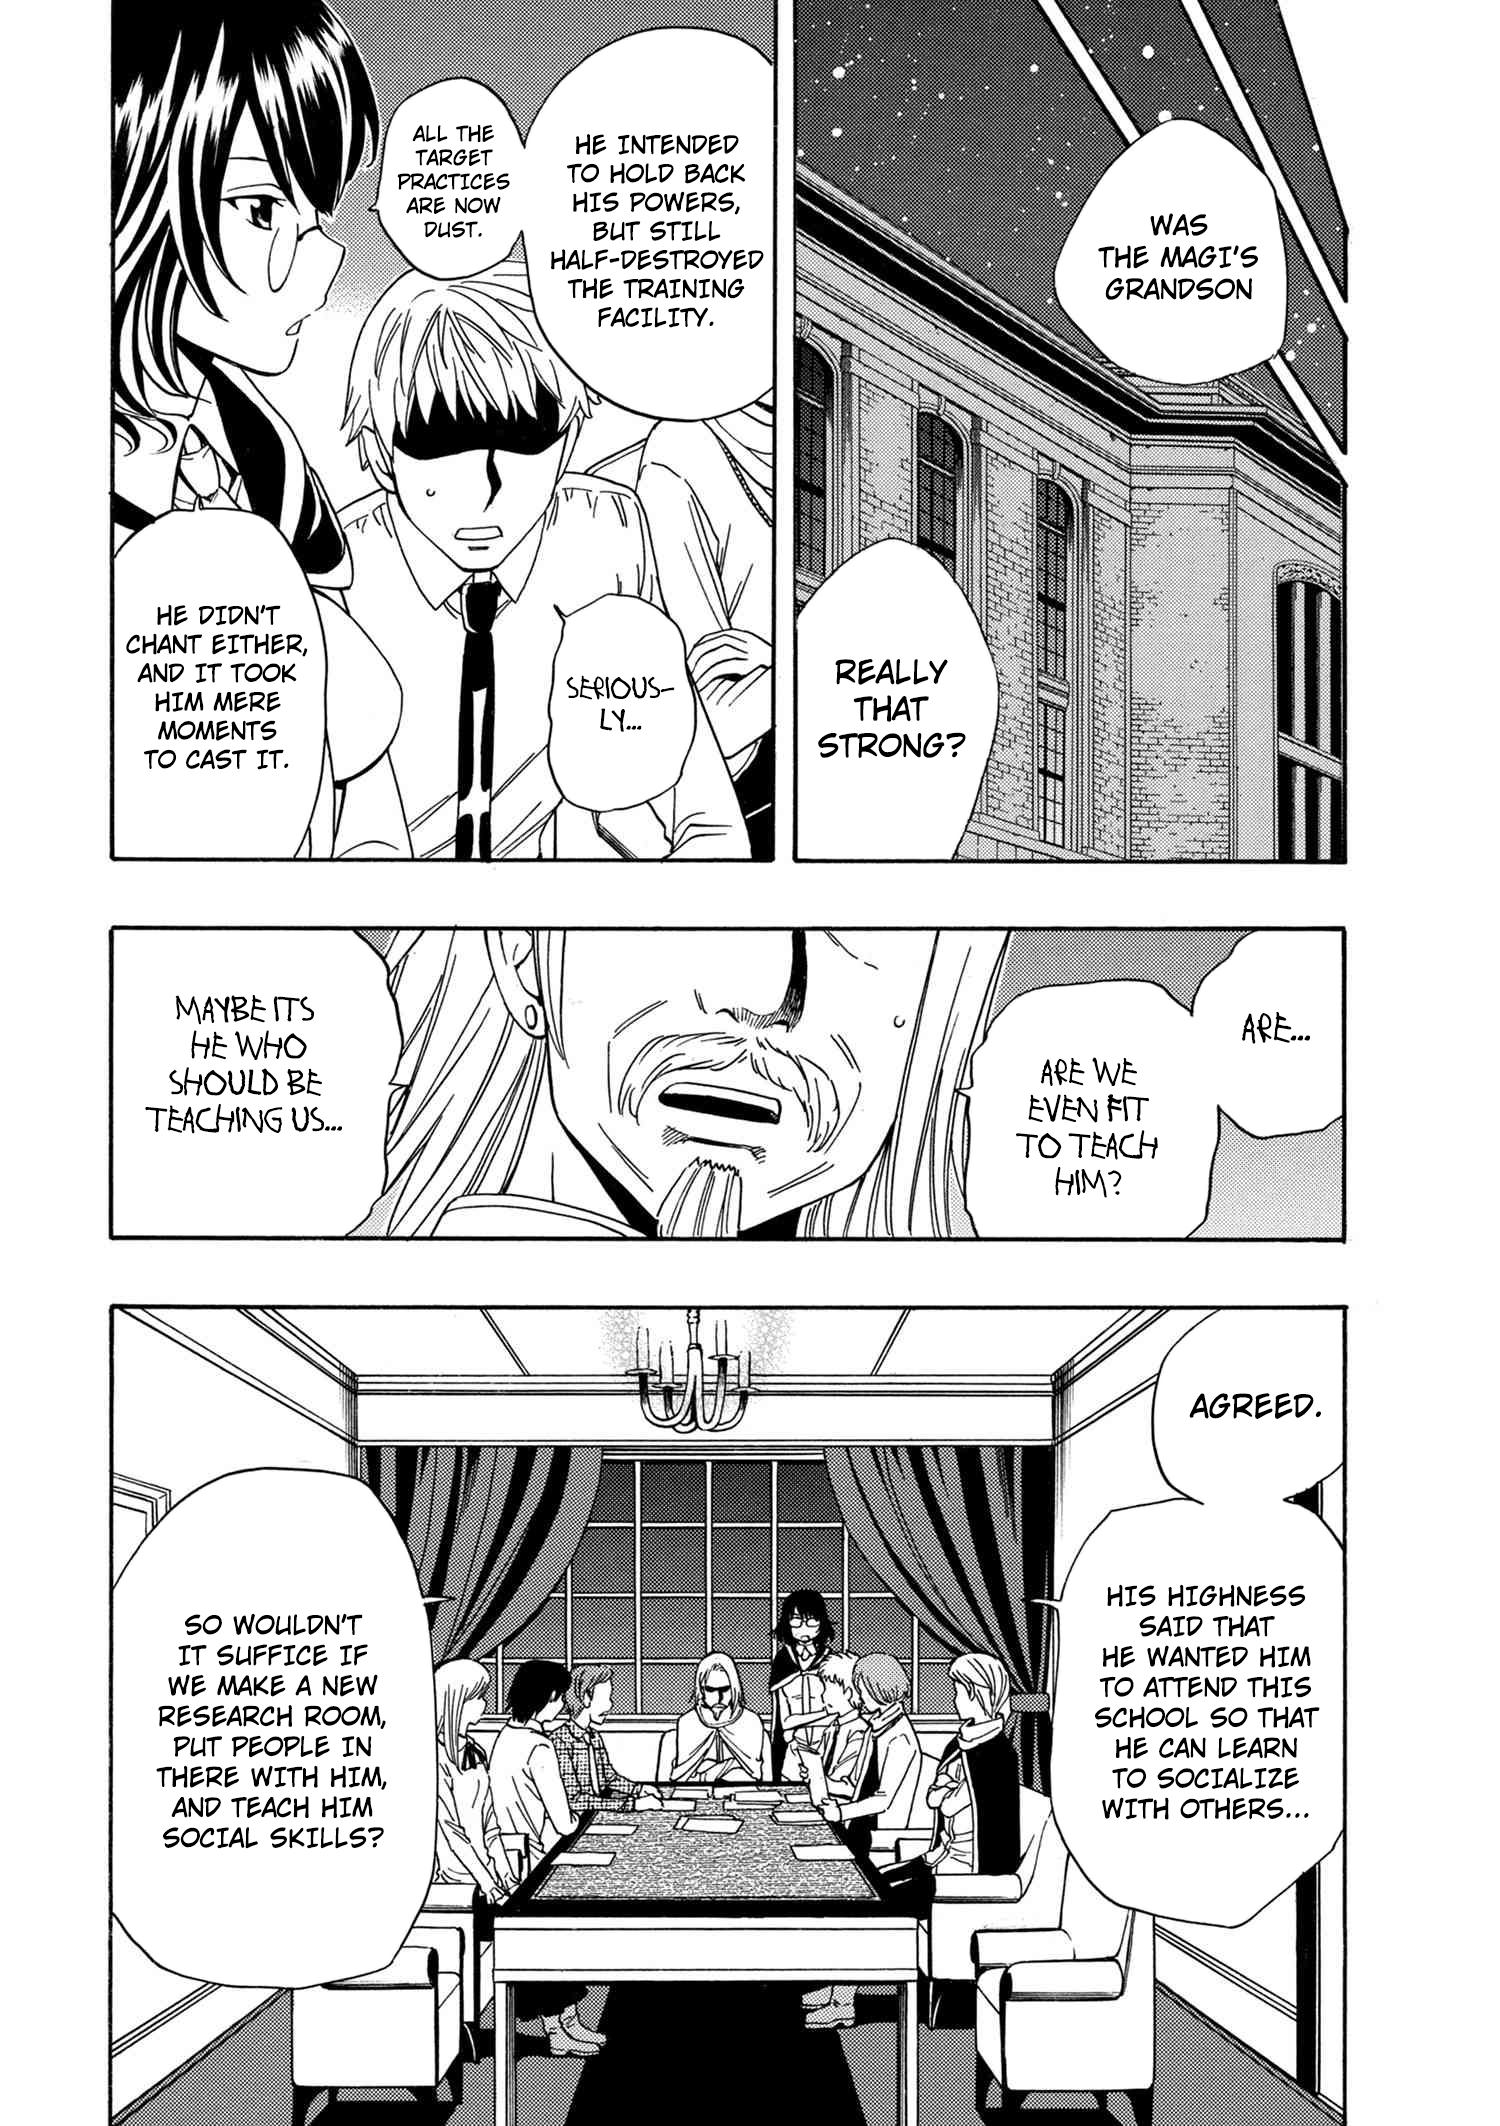 WAS
THE MAGI'S
GRANDSON
REALLY
THAT
STRONG?
HE INTENDED
TO HOLD BACK
HIS POWERS,
BUT STILL
HALF-DESTROYED
THE TRAINING
FACILITY.
ALL THE
TARGET
PRACTICES
ARE NOW
DUST.
SERIOUS-
LY...
HE DIDN'T
CHANT EITHER,
AND IT TOOK
HIM MERE
MOMENTS
TO CAST IT.
ARE...
ARE WE
EVEN FIT
TO TEACH
HIM?
MAYBE ITS
HE WHO
SHOULD BE
TEACHING US...
AGREED.
HIS HIGHNESS
SAID THAT
HE WANTED HIM
TO ATTEND THIS
SCHOOL SO THAT
HE CAN LEARN
TO SOCIALIZE
WITH OTHERS...
SO WOULDN'T
IT SUFFICE IF
WE MAKE A NEW
RESEARCH ROOM,
PUT PEOPLE IN
THERE WITH HIM,
AND TEACH HIM
SOCIAL SKILLS?